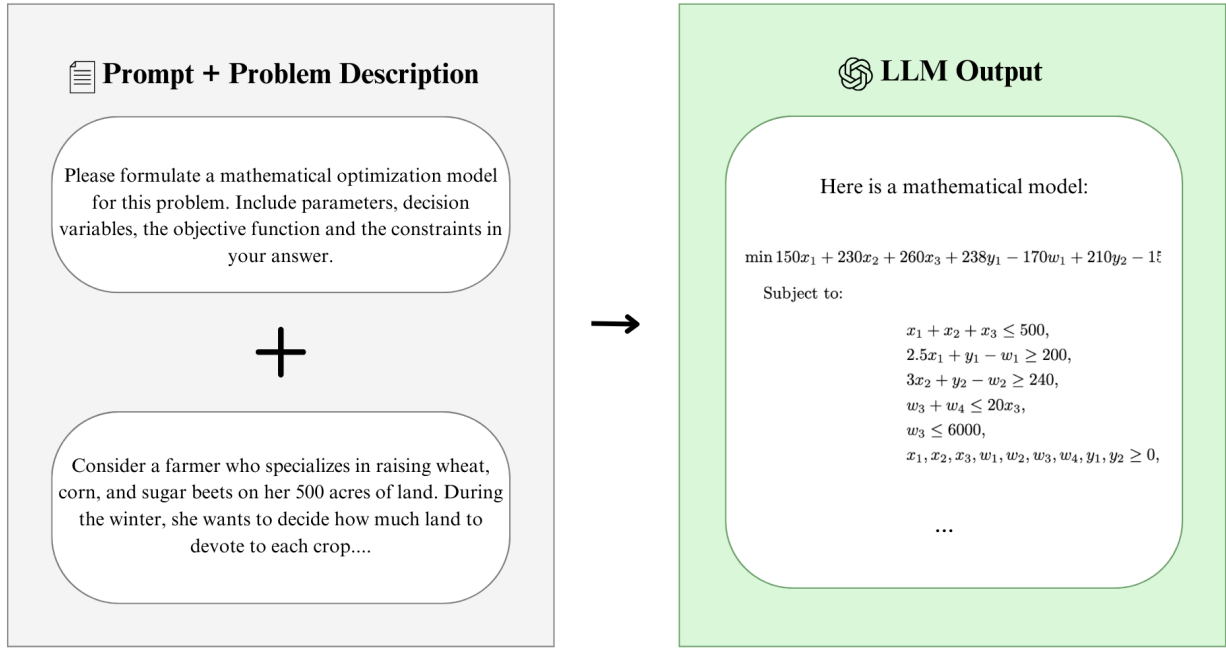 Prompt + Problem Description
Please formulate a mathematical optimization model
for this problem. Include parameters, decision
variables, the objective function and the constraints in
your answer.
+
Consider a farmer who specializes in raising wheat,
corn, and sugar beets on her 500 acres of land. During
the winter, she wants to decide how much land to
devote to each crop....
→
LLM Output
Here is a mathematical model:
min 150x₁ + 230x₂ + 260x₃ + 238y₁ − 170w₁ + 210y₂ − 15
Subject to:
x₁ + x₂ + x₃ ≤ 500,
2.5x₁ + y₁ − w₁ ≥ 200,
3x₂ + y₂ − w₂ ≥ 240,
w₃ + w₄ ≤ 20x₃,
w₃ ≤ 6000,
x₁, x₂, x₃, w₁, w₂, w₃, w₄, y₁, y₂ ≥ 0,
...